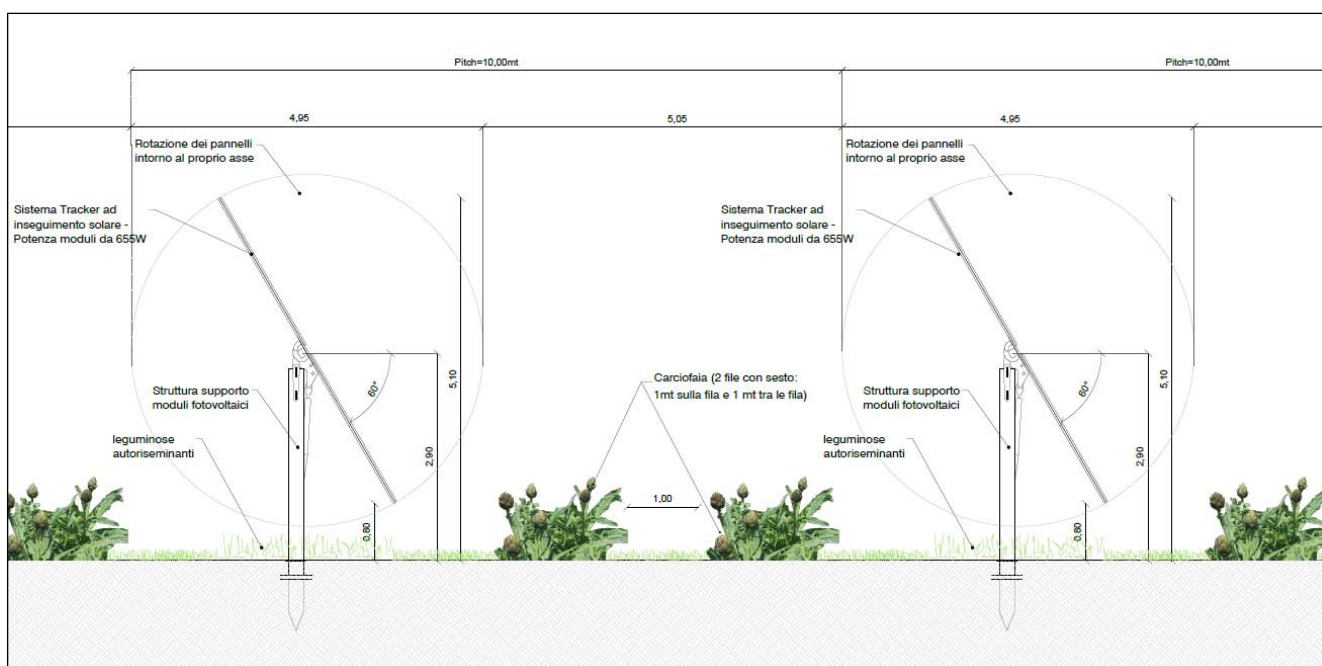 Pitch=10,00mt
Pitch=10,00mt
4,95
5,05
4,95
Rotazione dei pannelli
intorno al proprio asse
Sistema Tracker ad
inseguimento solare -
Potenza moduli da 655W
Struttura supporto
moduli fotovoltaici
leguminose
autoriseminanti
60°
5,10
2,90
0,80
Carciofaia (2 file con sesto:
1mt sulla fila e 1 mt tra le fila)
1,00
Rotazione dei pannelli
intorno al proprio asse
Sistema Tracker ad
inseguimento solare -
Potenza moduli da 655W
Struttura supporto
moduli fotovoltaici
leguminose
autoriseminanti
60°
5,10
2,90
0,80